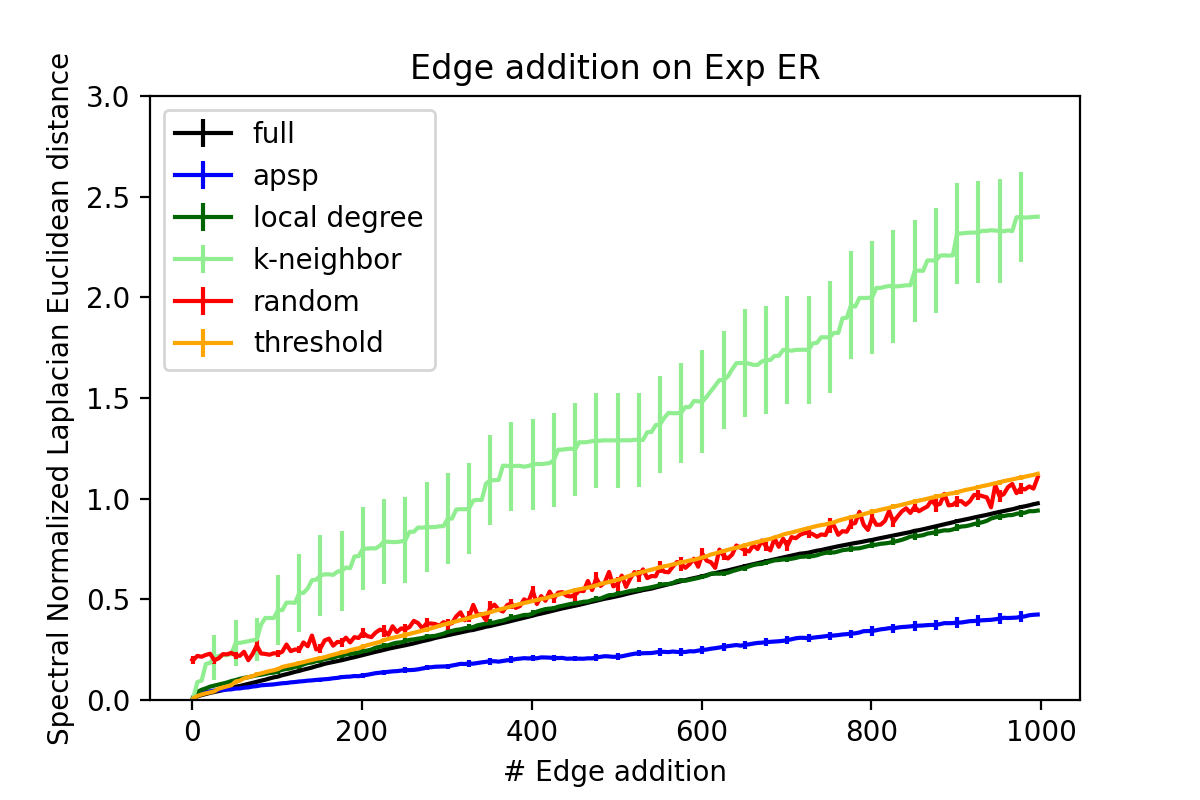 Edge addition on Exp ER
Spectral Normalized Laplacian Euclidean distance
3.0
2.5
2.0
1.5
1.0
0.5
0.0
full
apsp
local degree
k-neighbor
random
threshold
0 200 400 600 800 1000
# Edge addition